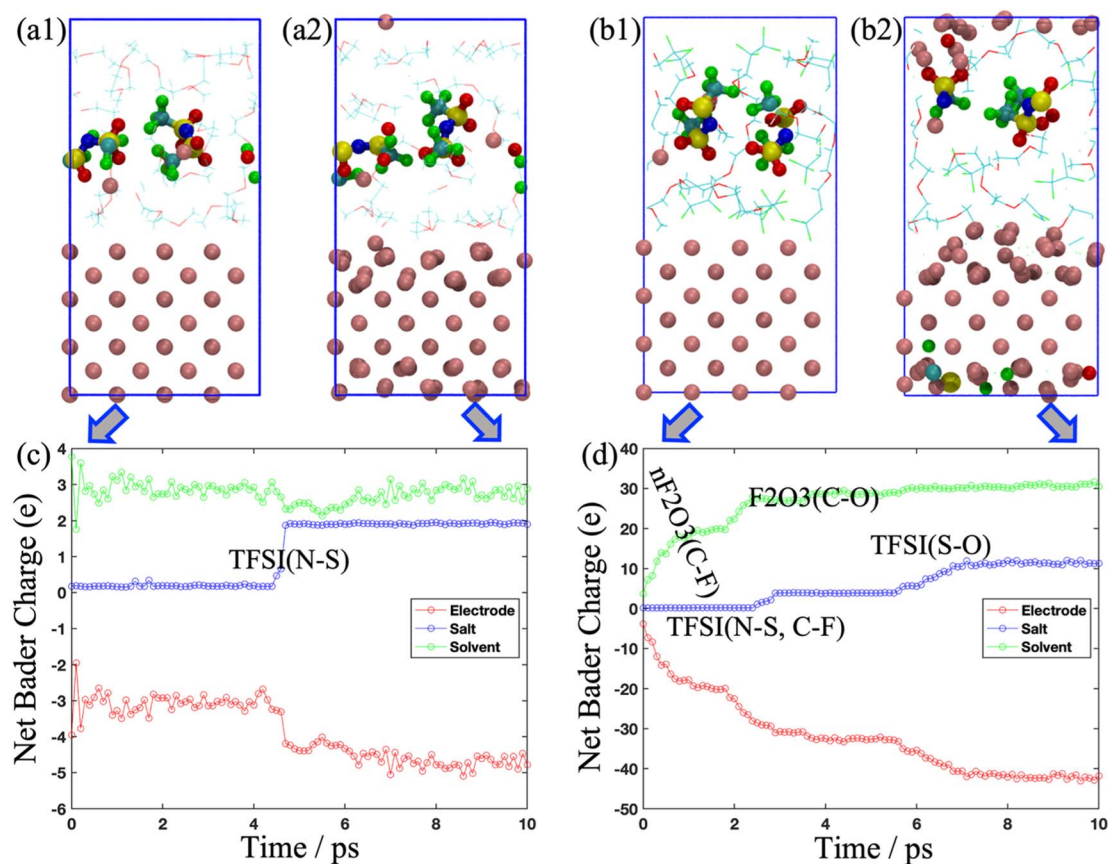 (a1)
(a2)
(b1)
(b2)
(c)
4
3
2
1
0
-1
-2
-3
-4
-5
-6
Net Bader Charge (e)
TFSI(N-S)
Electrode
Salt
Solvent
0
2
4
6
8
10
Time / ps
(d)
40
30
20
10
0
-10
-20
-30
-40
-50
Net Bader Charge (e)
nF2O3(C-F)
F2O3(C-O)
TFSI(S-O)
TFSI(N-S, C-F)
Electrode
Salt
Solvent
0
2
4
6
8
10
Time / ps